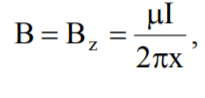 B = B_z = μI / 2πx,